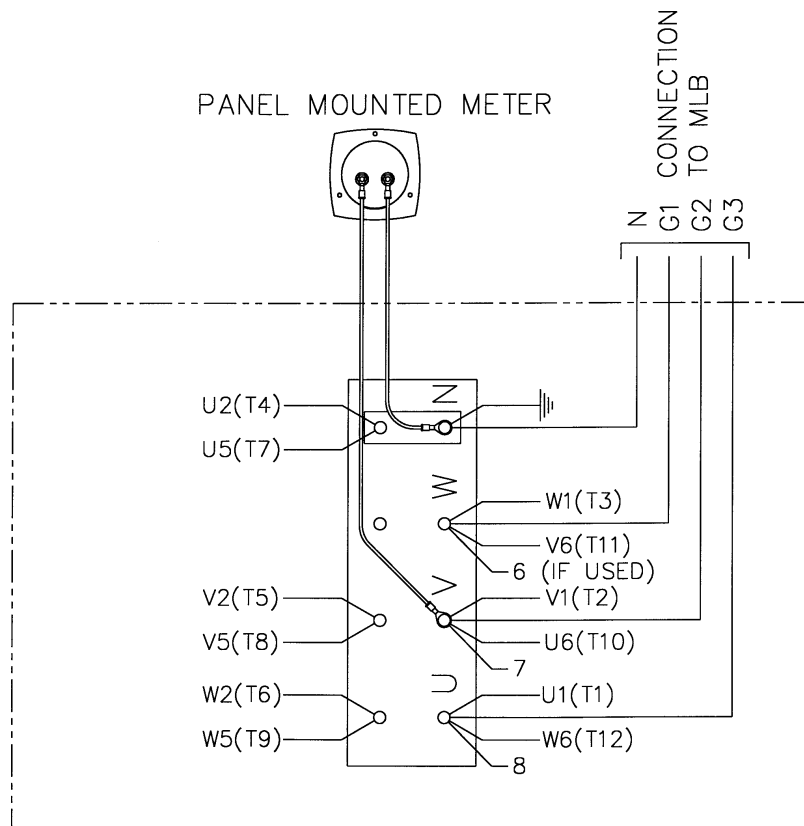 PANEL MOUNTED METER
CONNECTION
TO MLB
N
G1
G2
G3
U2(T4)
U5(T7)
N
W
W1(T3)
V6(T11)
6 (IF USED)
V
V2(T5)
V5(T8)
V1(T2)
U6(T10)
7
U
W2(T6)
W5(T9)
U1(T1)
W6(T12)
8